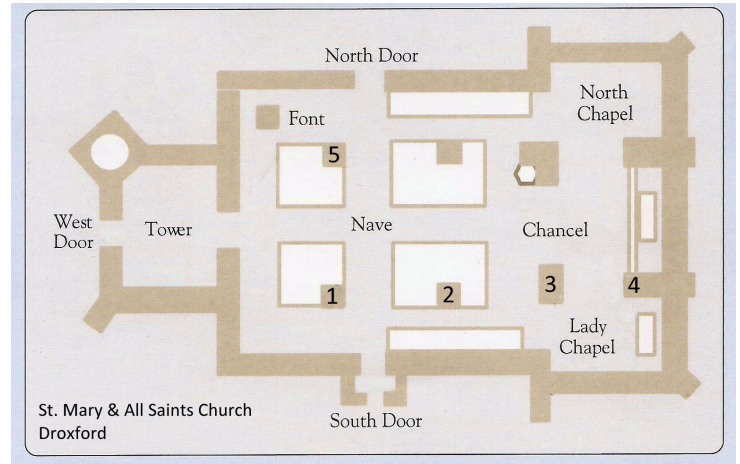 North Door
North
Chapel
Font
5
West
Door
Tower
Nave
Chancel
1
2
3
4
Lady
Chapel
St. Mary & All Saints Church
Droxford
South Door